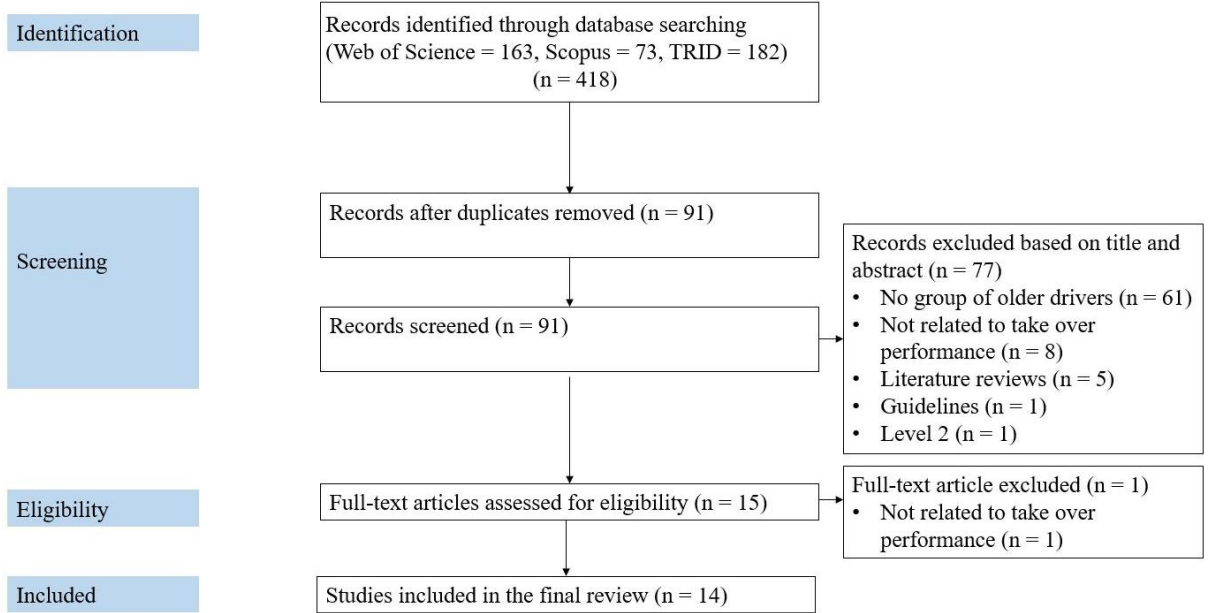 Identification
Records identified through database searching
(Web of Science = 163, Scopus = 73, TRID = 182)
(n = 418)
Screening
Records after duplicates removed (n = 91)
Records screened (n = 91)
Records excluded based on title and
abstract (n = 77)
• No group of older drivers (n = 61)
• Not related to take over
performance (n = 8)
• Literature reviews (n = 5)
• Guidelines (n = 1)
• Level 2 (n = 1)
Eligibility
Full-text articles assessed for eligibility (n = 15)
Full-text article excluded (n = 1)
• Not related to take over
performance (n = 1)
Included
Studies included in the final review (n = 14)